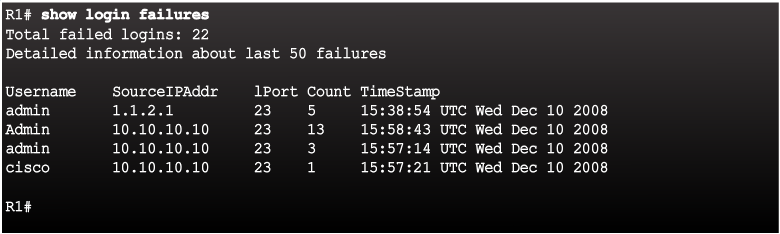 R1# show login failures
Total failed logins: 22
Detailed information about last 50 failures
Username SourceIPAddr lPort Count TimeStamp
admin 1.1.2.1 23 5 15:38:54 UTC Wed Dec 10 2008
Admin 10.10.10.10 23 13 15:58:43 UTC Wed Dec 10 2008
admin 10.10.10.10 23 3 15:57:14 UTC Wed Dec 10 2008
cisco 10.10.10.10 23 1 15:57:21 UTC Wed Dec 10 2008
R1#